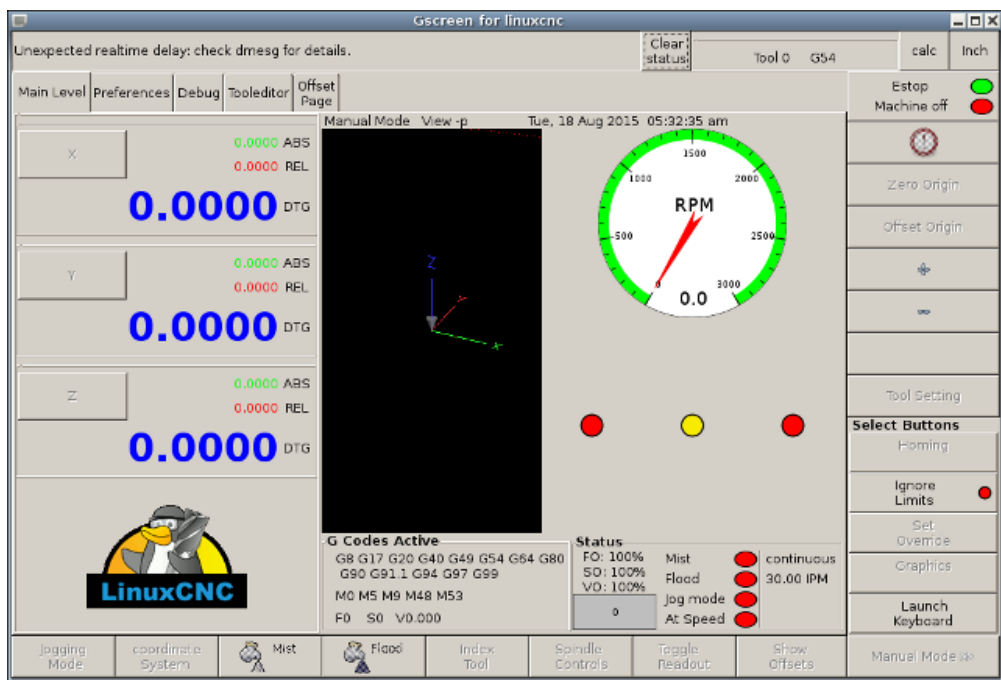 Gscreen for linuxcnc
Unexpected realtime delay: check dmesg for details.
Clear
status
Tool 0 G54
calc
Inch
Main Level
Preferences
Debug
Tooleditor
Offset
Page
Estop
Machine off
Manual Mode View -p Tue, 18 Aug 2015 05:32:35 am
X
0.0000 ABS
0.0000 REL
0.0000 DTG
Y
0.0000 ABS
0.0000 REL
0.0000 DTG
Z
0.0000 ABS
0.0000 REL
0.0000 DTG
LinuxCNC
Z
Y
X
1500
1000
2000
RPM
500
2500
0
3000
0.0
G Codes Active
G8 G17 G20 G40 G49 G54 G64 G80
G90 G91.1 G94 G97 G99
M0 M5 M9 M48 M53
F0 S0 V0.000
Status
FO: 100%
SO: 100%
VO: 100%
0
Mist
Flood
Jog mode
At Speed
continuous
30.00 IPM
Zero Origin
Offset Origin
Tool Setting
Select Buttons
Homing
Ignore
Limits
Set
Override
Graphics
Launch
Keyboard
Jogging
Mode
coordinate
System
Mist
Flood
Index
Tool
Spindle
Controls
Toggle
Readout
Show
Offsets
Manual Mode